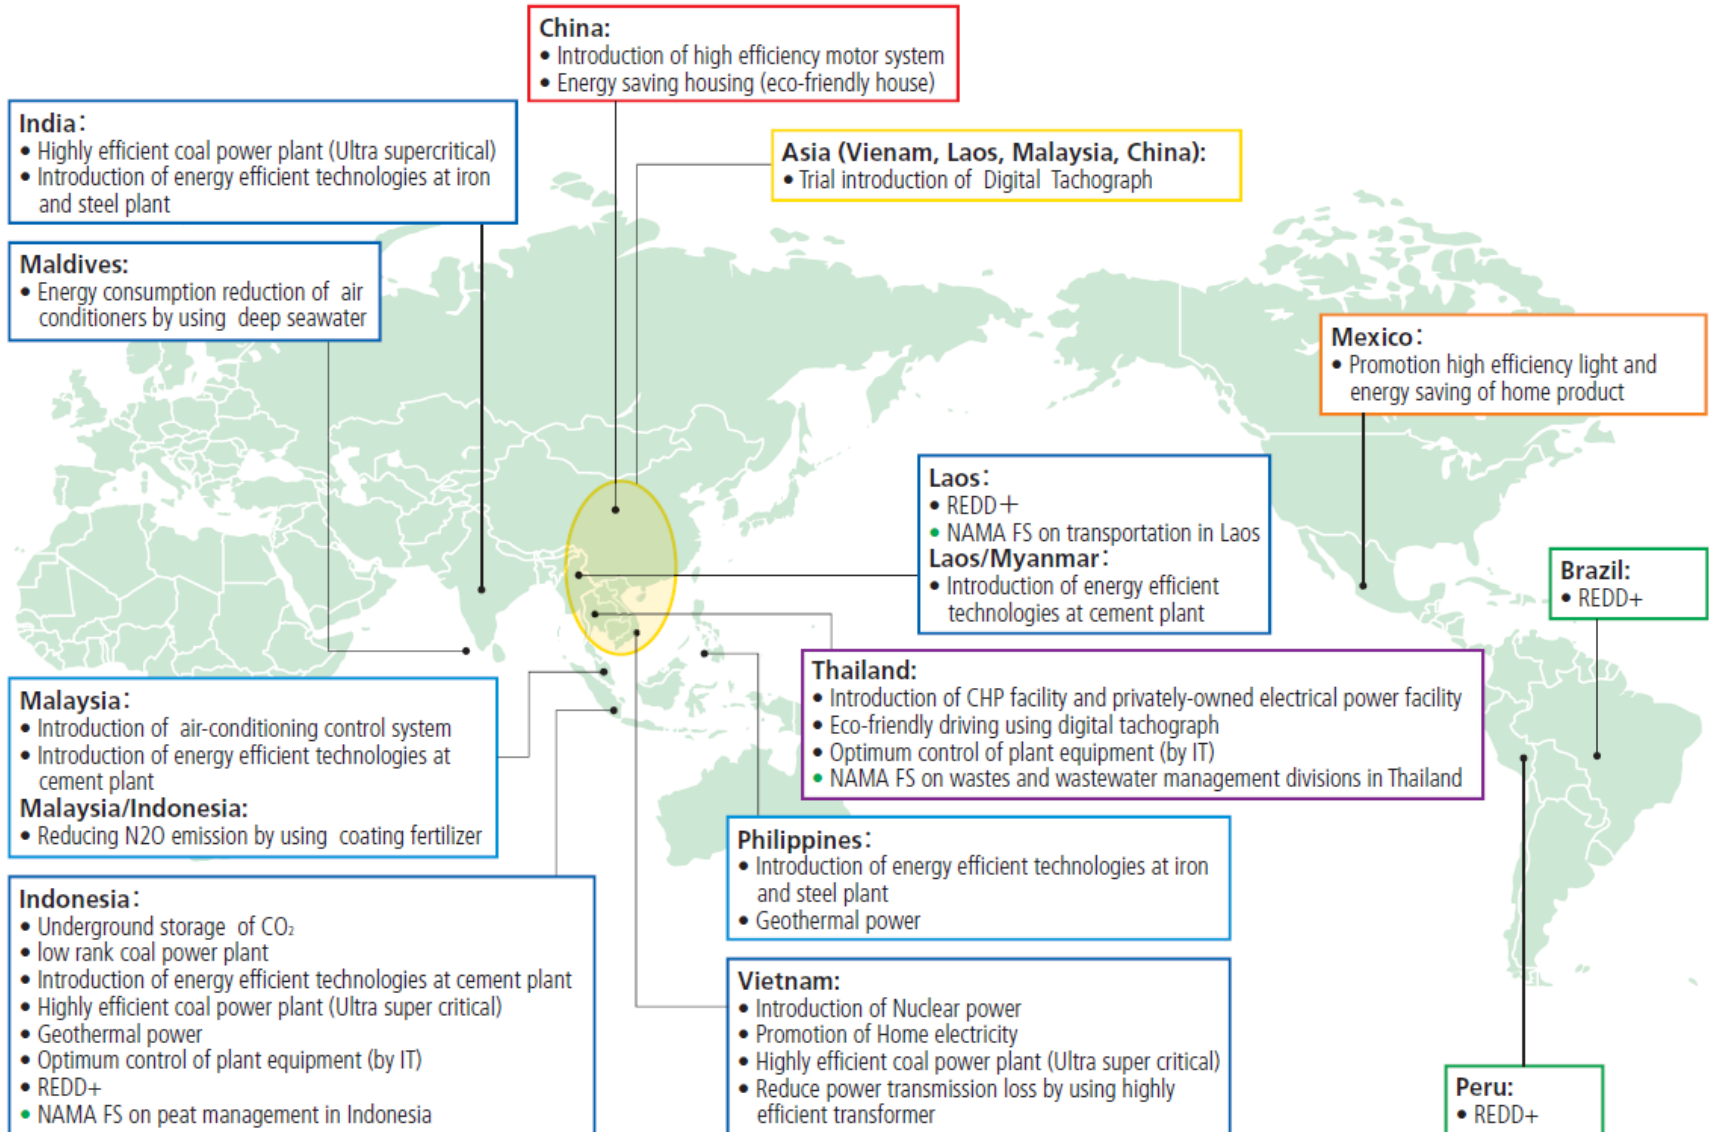 China:
• Introduction of high efficiency motor system
• Energy saving housing (eco-friendly house)
India:
• Highly efficient coal power plant (Ultra supercritical)
• Introduction of energy efficient technologies at iron
and steel plant
Asia (Vienam, Laos, Malaysia, China):
• Trial introduction of Digital Tachograph
Maldives:
• Energy consumption reduction of air
conditioners by using deep seawater
Mexico:
• Promotion high efficiency light and
energy saving of home product
Laos:
• REDD+
• NAMA FS on transportation in Laos
Laos/Myanmar:
• Introduction of energy efficient
technologies at cement plant
Brazil:
• REDD+
Thailand:
• Introduction of CHP facility and privately-owned electrical power facility
• Eco-friendly driving using digital tachograph
• Optimum control of plant equipment (by IT)
• NAMA FS on wastes and wastewater management divisions in Thailand
Malaysia:
• Introduction of air-conditioning control system
• Introduction of energy efficient technologies at
cement plant
Malaysia/Indonesia:
• Reducing N2O emission by using coating fertilizer
Philippines:
• Introduction of energy efficient technologies at iron
and steel plant
• Geothermal power
Indonesia:
• Underground storage of CO₂
• low rank coal power plant
• Introduction of energy efficient technologies at cement plant
• Highly efficient coal power plant (Ultra super critical)
• Geothermal power
• Optimum control of plant equipment (by IT)
• REDD+
• NAMA FS on peat management in Indonesia
Vietnam:
• Introduction of Nuclear power
• Promotion of Home electricity
• Highly efficient coal power plant (Ultra super critical)
• Reduce power transmission loss by using highly
efficient transformer
Peru:
• REDD+